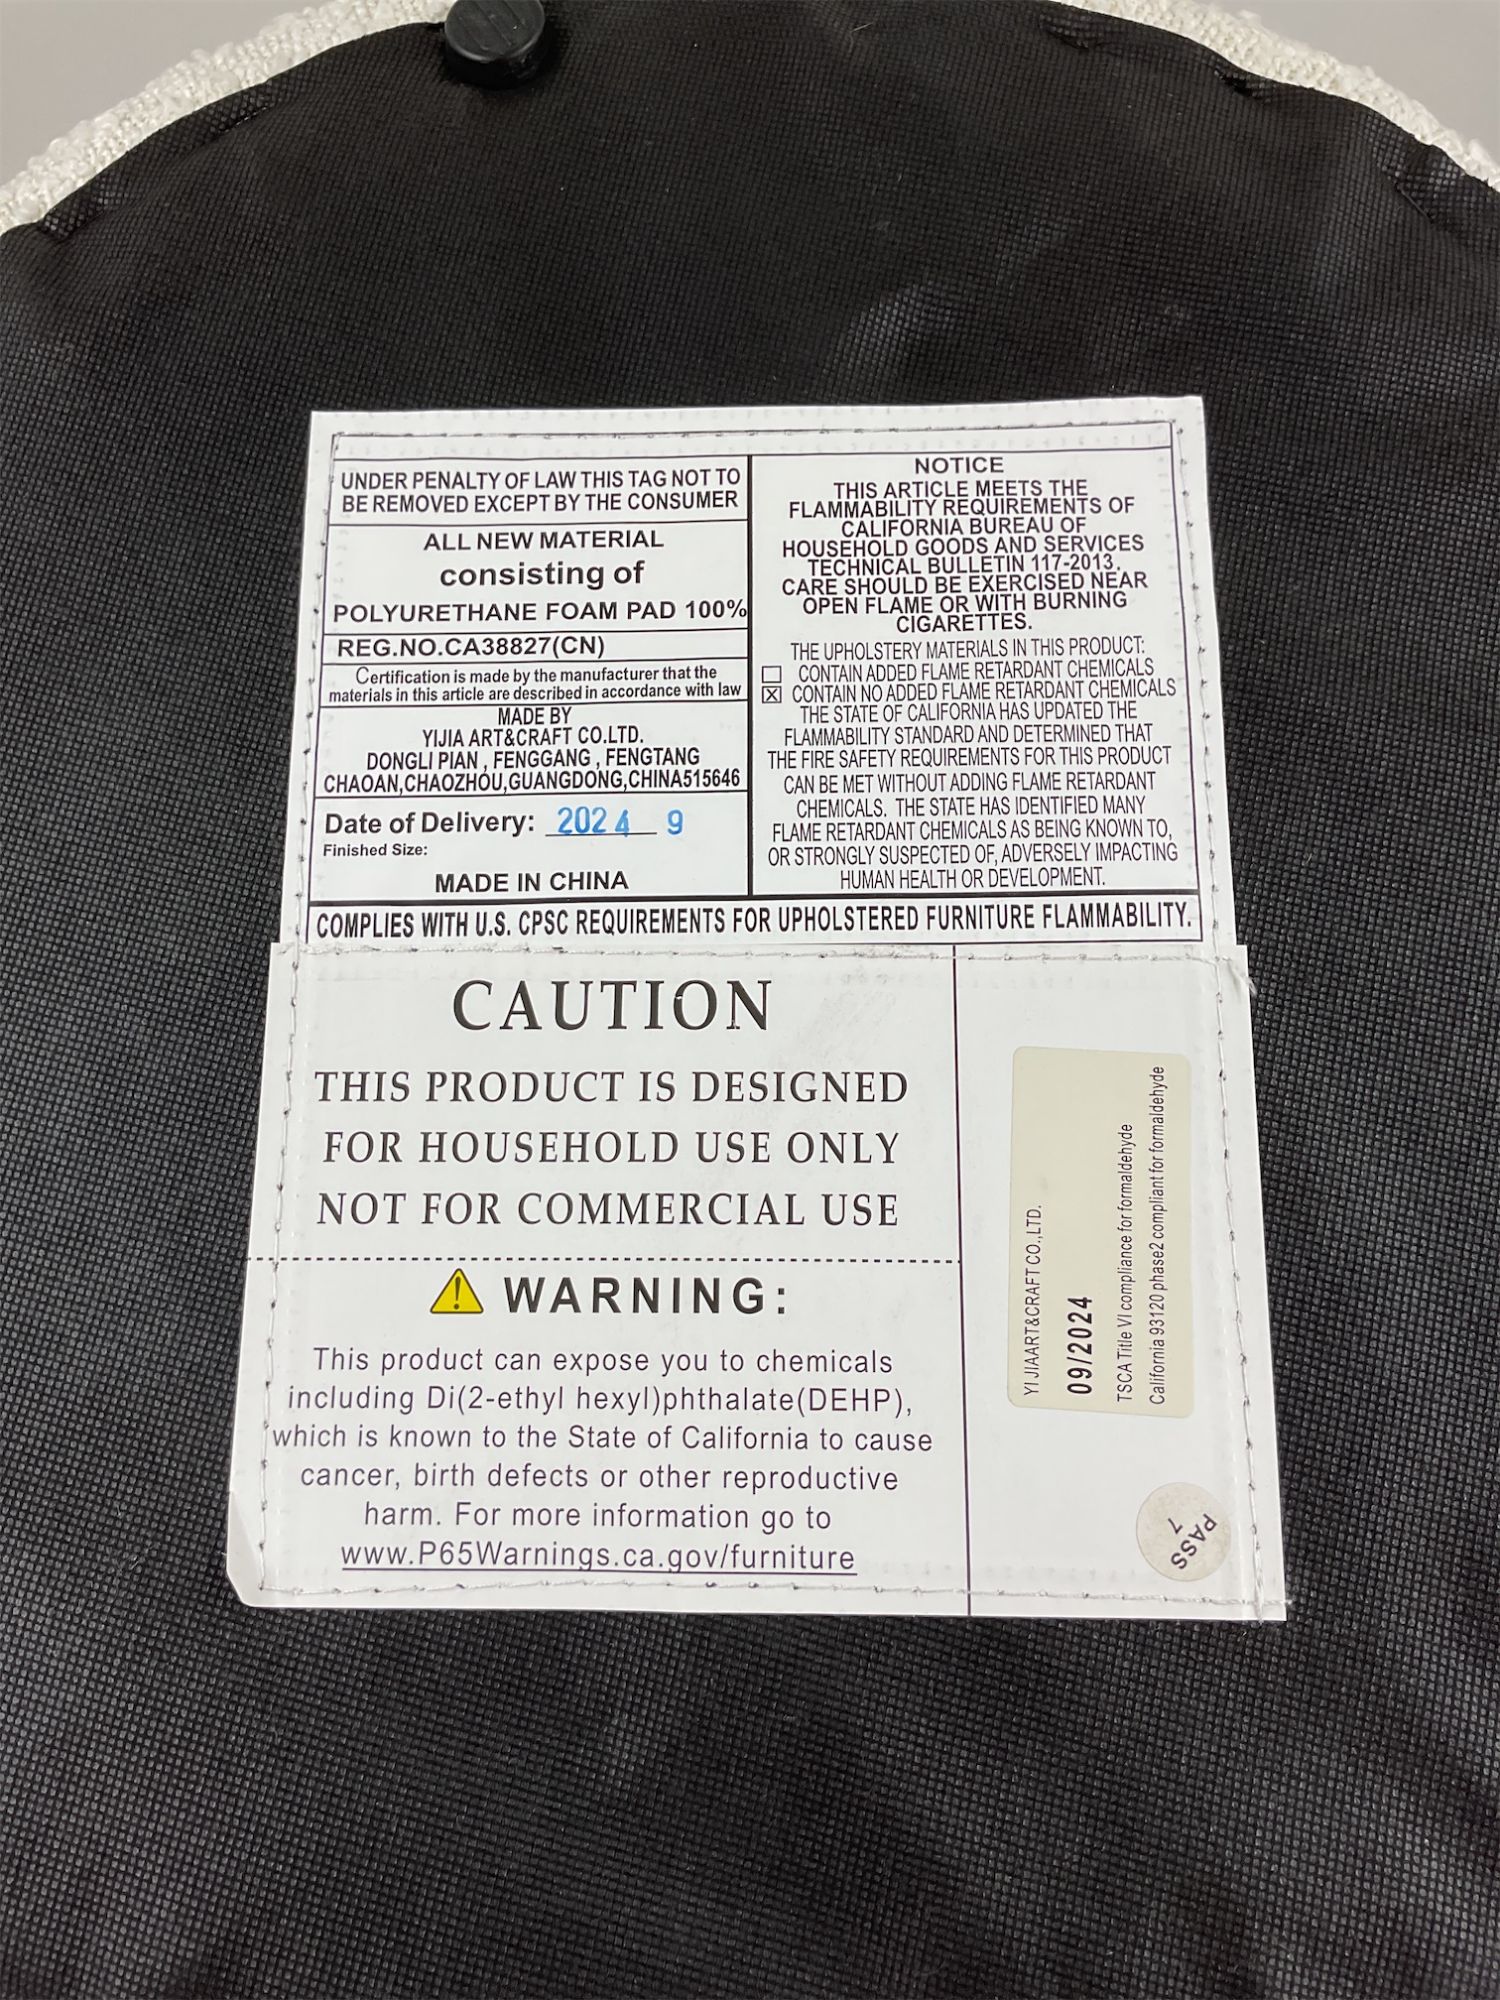 UNDER PENALTY OF LAW THIS TAG NOT TO
BE REMOVED EXCEPT BY THE CONSUMER
ALL NEW MATERIAL
consisting of
POLYURETHANE FOAM PAD 100%
REG.NO.CA38827(CN)
Certification is made by the manufacturer that the
materials in this article are described in accordance with law
MADE BY
YIJIA ART&CRAFT CO.LTD.
DONGLI PIAN , FENGGANG , FENGTANG
CHAOAN,CHAOZHOU,GUANGDONG,CHINA515646
Date of Delivery: 2024 9
Finished Size:
MADE IN CHINA
NOTICE
THIS ARTICLE MEETS THE
FLAMMABILITY REQUIREMENTS OF
CALIFORNIA BUREAU OF
HOUSEHOLD GOODS AND SERVICES
TECHNICAL BULLETIN 117-2013.
CARE SHOULD BE EXERCISED NEAR
OPEN FLAME OR WITH BURNING
CIGARETTES.
THE UPHOLSTERY MATERIALS IN THIS PRODUCT:
☐ CONTAIN ADDED FLAME RETARDANT CHEMICALS
☒ CONTAIN NO ADDED FLAME RETARDANT CHEMICALS
THE STATE OF CALIFORNIA HAS UPDATED THE
FLAMMABILITY STANDARD AND DETERMINED THAT
THE FIRE SAFETY REQUIREMENTS FOR THIS PRODUCT
CAN BE MET WITHOUT ADDING FLAME RETARDANT
CHEMICALS. THE STATE HAS IDENTIFIED MANY
FLAME RETARDANT CHEMICALS AS BEING KNOWN TO,
OR STRONGLY SUSPECTED OF, ADVERSELY IMPACTING
HUMAN HEALTH OR DEVELOPMENT.
COMPLIES WITH U.S. CPSC REQUIREMENTS FOR UPHOLSTERED FURNITURE FLAMMABILITY.
CAUTION
THIS PRODUCT IS DESIGNED
FOR HOUSEHOLD USE ONLY
NOT FOR COMMERCIAL USE
WARNING:
This product can expose you to chemicals
including Di(2-ethyl hexyl)phthalate(DEHP),
which is known to the State of California to cause
cancer, birth defects or other reproductive
harm. For more information go to
www.P65Warnings.ca.gov/furniture
YI JIAART&CRAFT CO.,LTD.
09/2024
TSCA Title VI compliance for formaldehyde
California 93120 phase2 compliant for formaldehyde
PASS
7